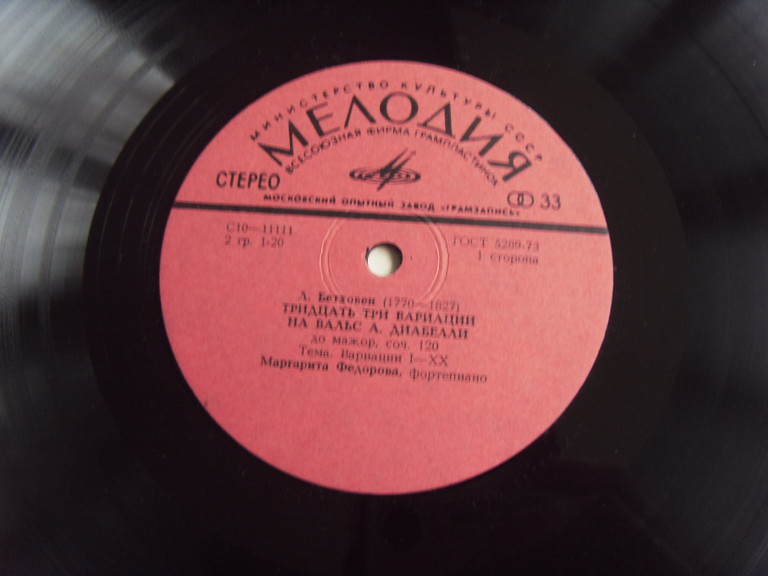 МИНИСТЕРСТВО КУЛЬТУРЫ СССР
МЕЛОДИЯ
ВСЕСОЮЗНАЯ ФИРМА ГРАМПЛАСТИНОК
СТЕРЕО
33
МОСКОВСКИЙ ОПЫТНЫЙ ЗАВОД «ГРАМЗАПИСЬ»
С10—11111
ГОСТ 5289-73
2 гр. 1-20
1 сторона
Л. Бетховен (1770—1827)
ТРИДЦАТЬ ТРИ ВАРИАЦИИ
НА ВАЛЬС А. ДИАБЕЛЛИ
до мажор, соч. 120
Тема. Вариации I—XX
Маргарита Федорова, фортепиано